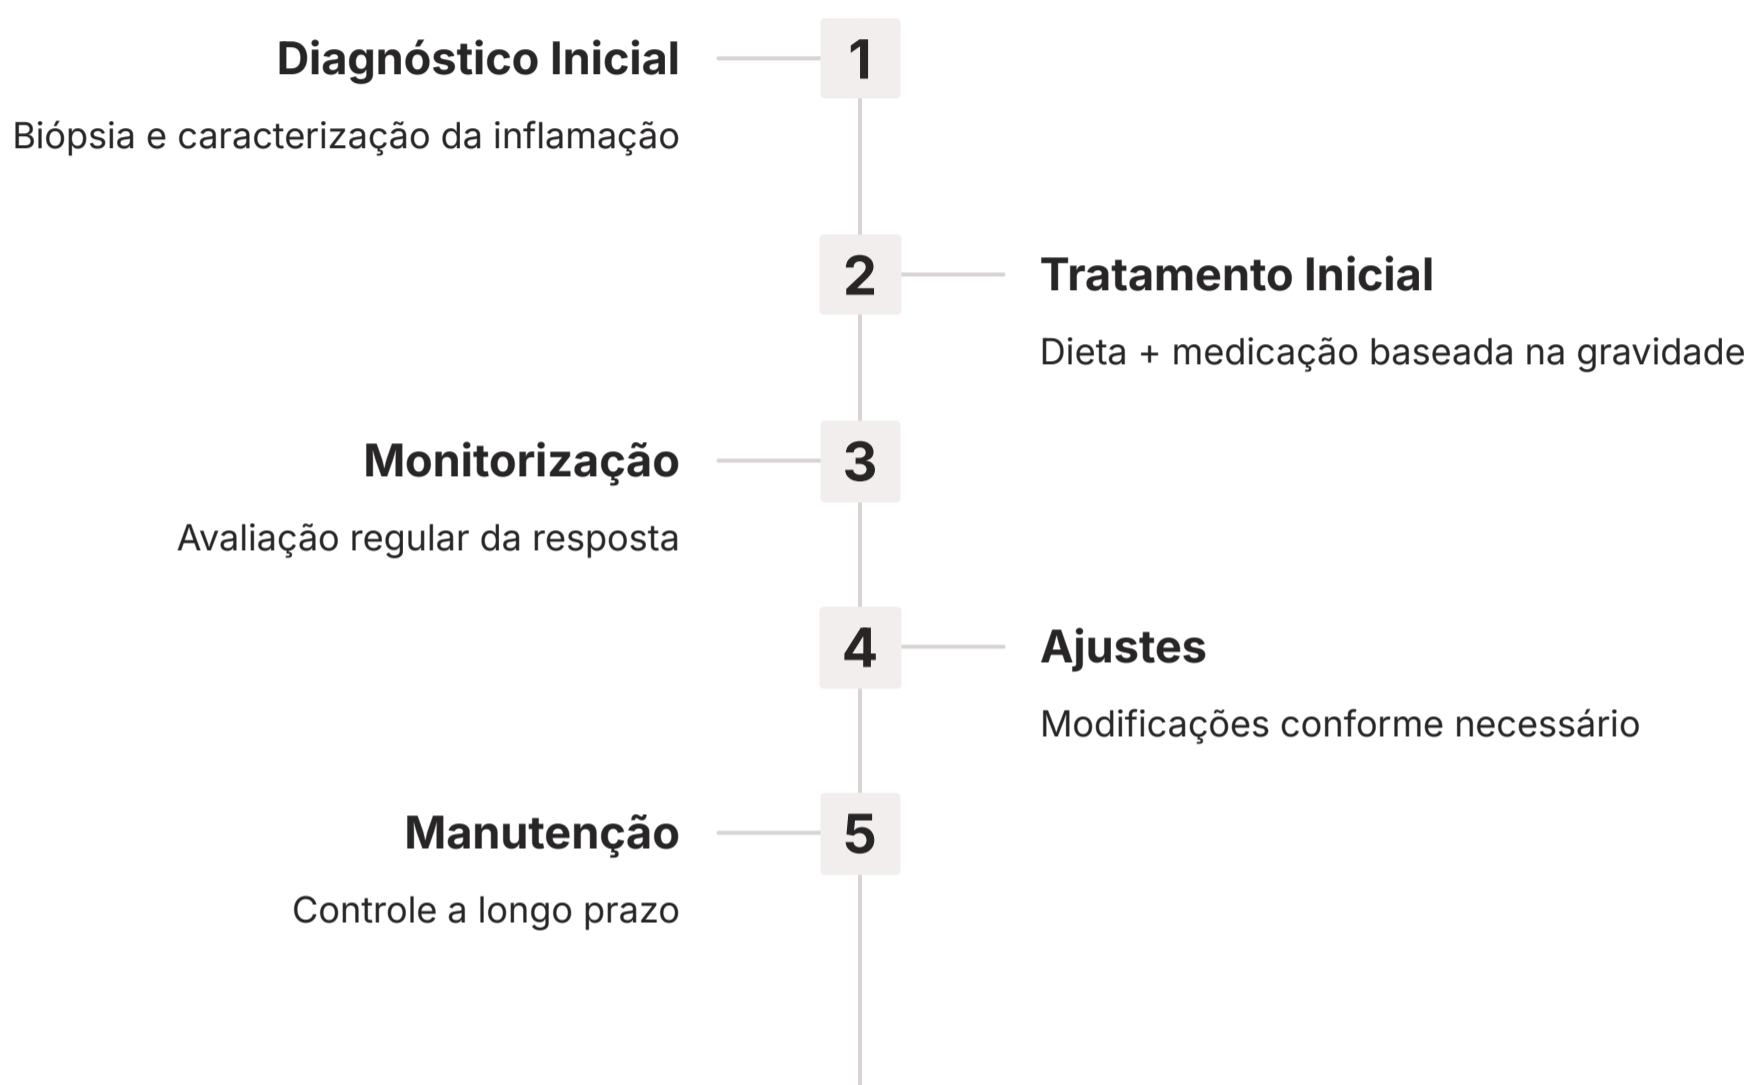 1
Diagnóstico Inicial
Biópsia e caracterização da inflamação
2
Tratamento Inicial
Dieta + medicação baseada na gravidade
3
Monitorização
Avaliação regular da resposta
4
Ajustes
Modificações conforme necessário
5
Manutenção
Controle a longo prazo